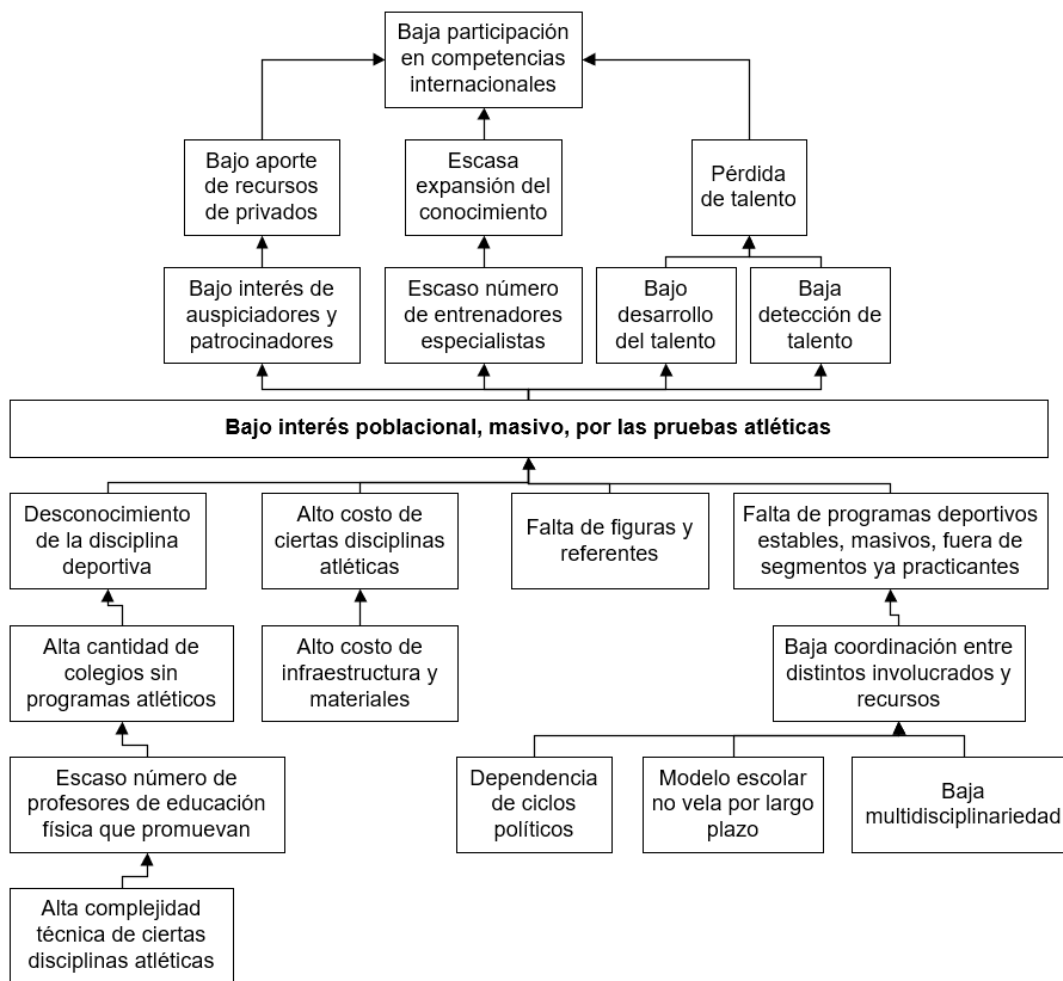 Baja participación
en competencias
internacionales
Bajo aporte
de recursos
de privados
Escasa
expansión del
conocimiento
Pérdida
de talento
Bajo interés de
auspiciadores y
patrocinadores
Escaso número
de entrenadores
especialistas
Bajo
desarrollo
del talento
Baja
detección de
talento
Bajo interés poblacional, masivo, por las pruebas atléticas
Desconocimiento
de la disciplina
deportiva
Alto costo de
ciertas disciplinas
atléticas
Falta de figuras y
referentes
Falta de programas deportivos
estables, masivos, fuera de
segmentos ya practicantes
Alta cantidad de
colegios sin
programas atléticos
Alto costo de
infraestructura y
materiales
Baja coordinación entre
distintos involucrados y
recursos
Escaso número de
profesores de educación
física que promuevan
Dependencia
de ciclos
políticos
Modelo escolar
no vela por largo
plazo
Baja
multidisciplinariedad
Alta complejidad
técnica de ciertas
disciplinas atléticas